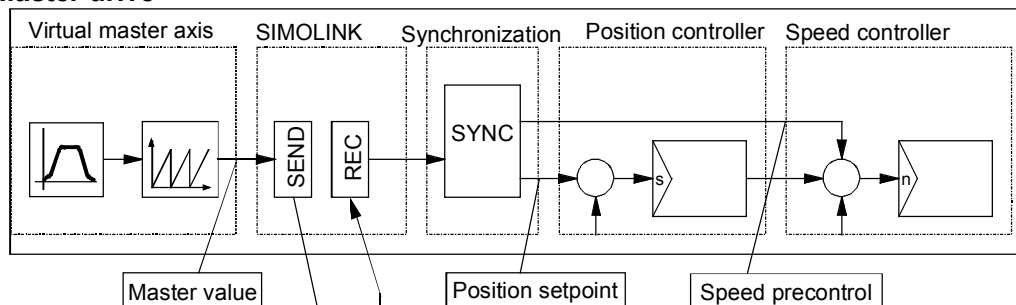 Virtual master axis SIMOLINK Synchronization Position controller Speed controller
SEND
REC
SYNC
s
n
Master value
Position setpoint
Speed precontrol